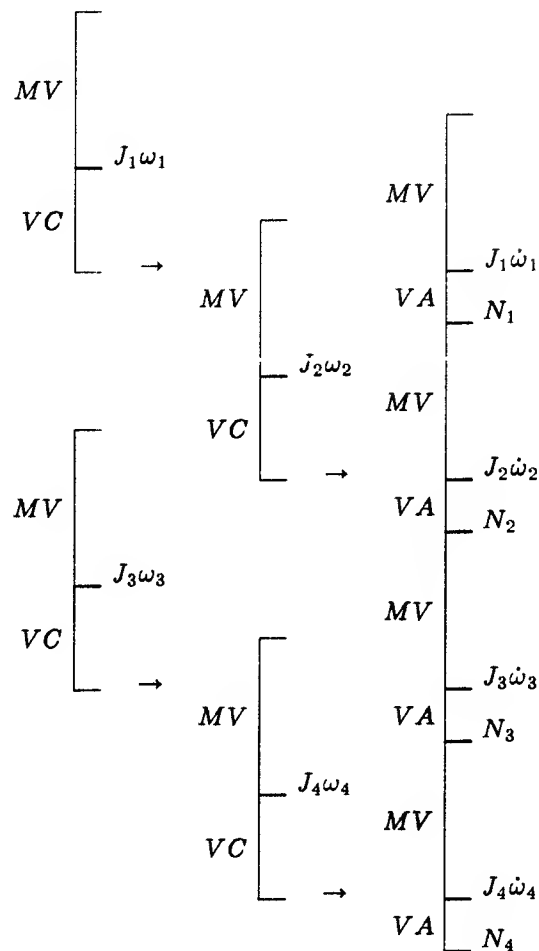 MV
J₁ω₁
VC
→
MV
J₃ω₃
VC
→
MV
J₂ω₂
VC
→
MV
J₄ω₄
VC
→
MV
J₁ω̇₁
VA
N₁
MV
J₂ω̇₂
VA
N₂
MV
J₃ω̇₃
VA
N₃
MV
J₄ω̇₄
VA
N₄